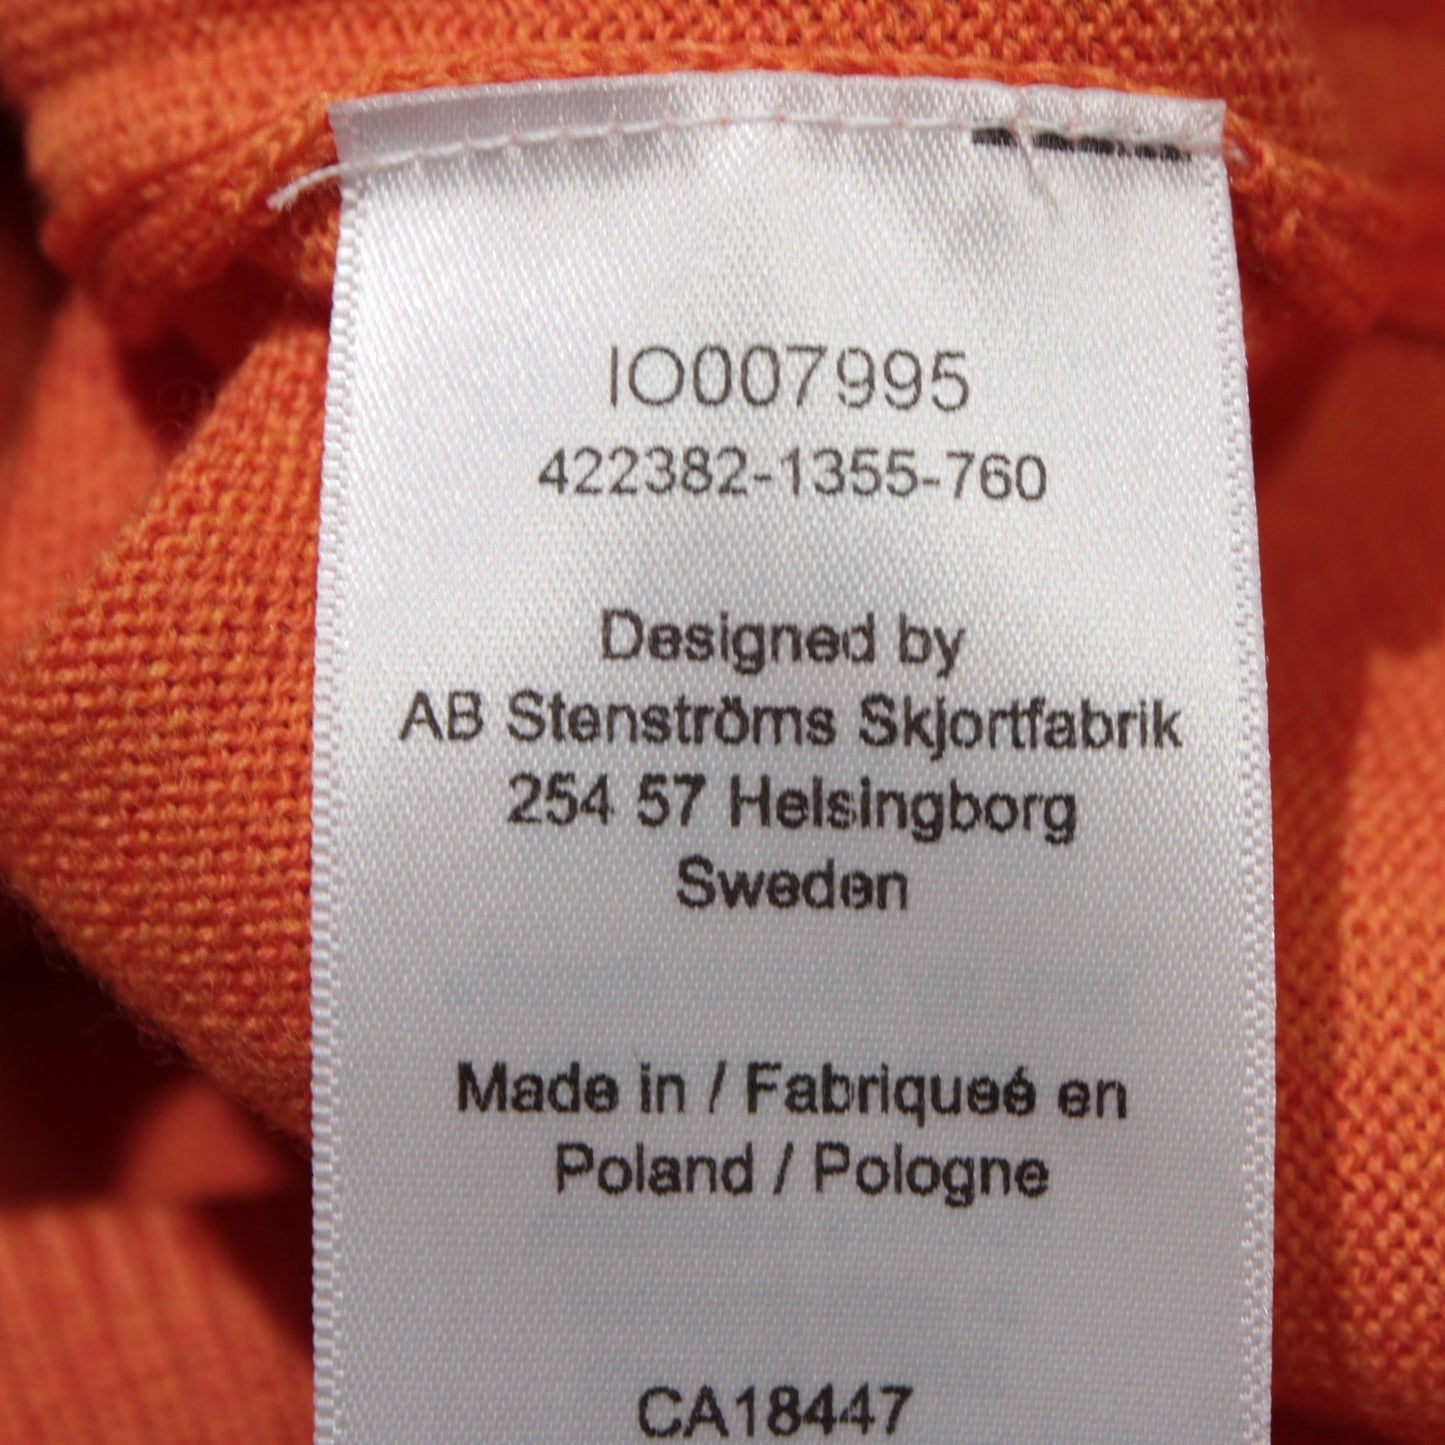 IO007995
422382-1355-760
Designed by
AB Stenströms Skjortfabrik
254 57 Helsingborg
Sweden
Made in / Fabriqueé en
Poland / Pologne
CA18447